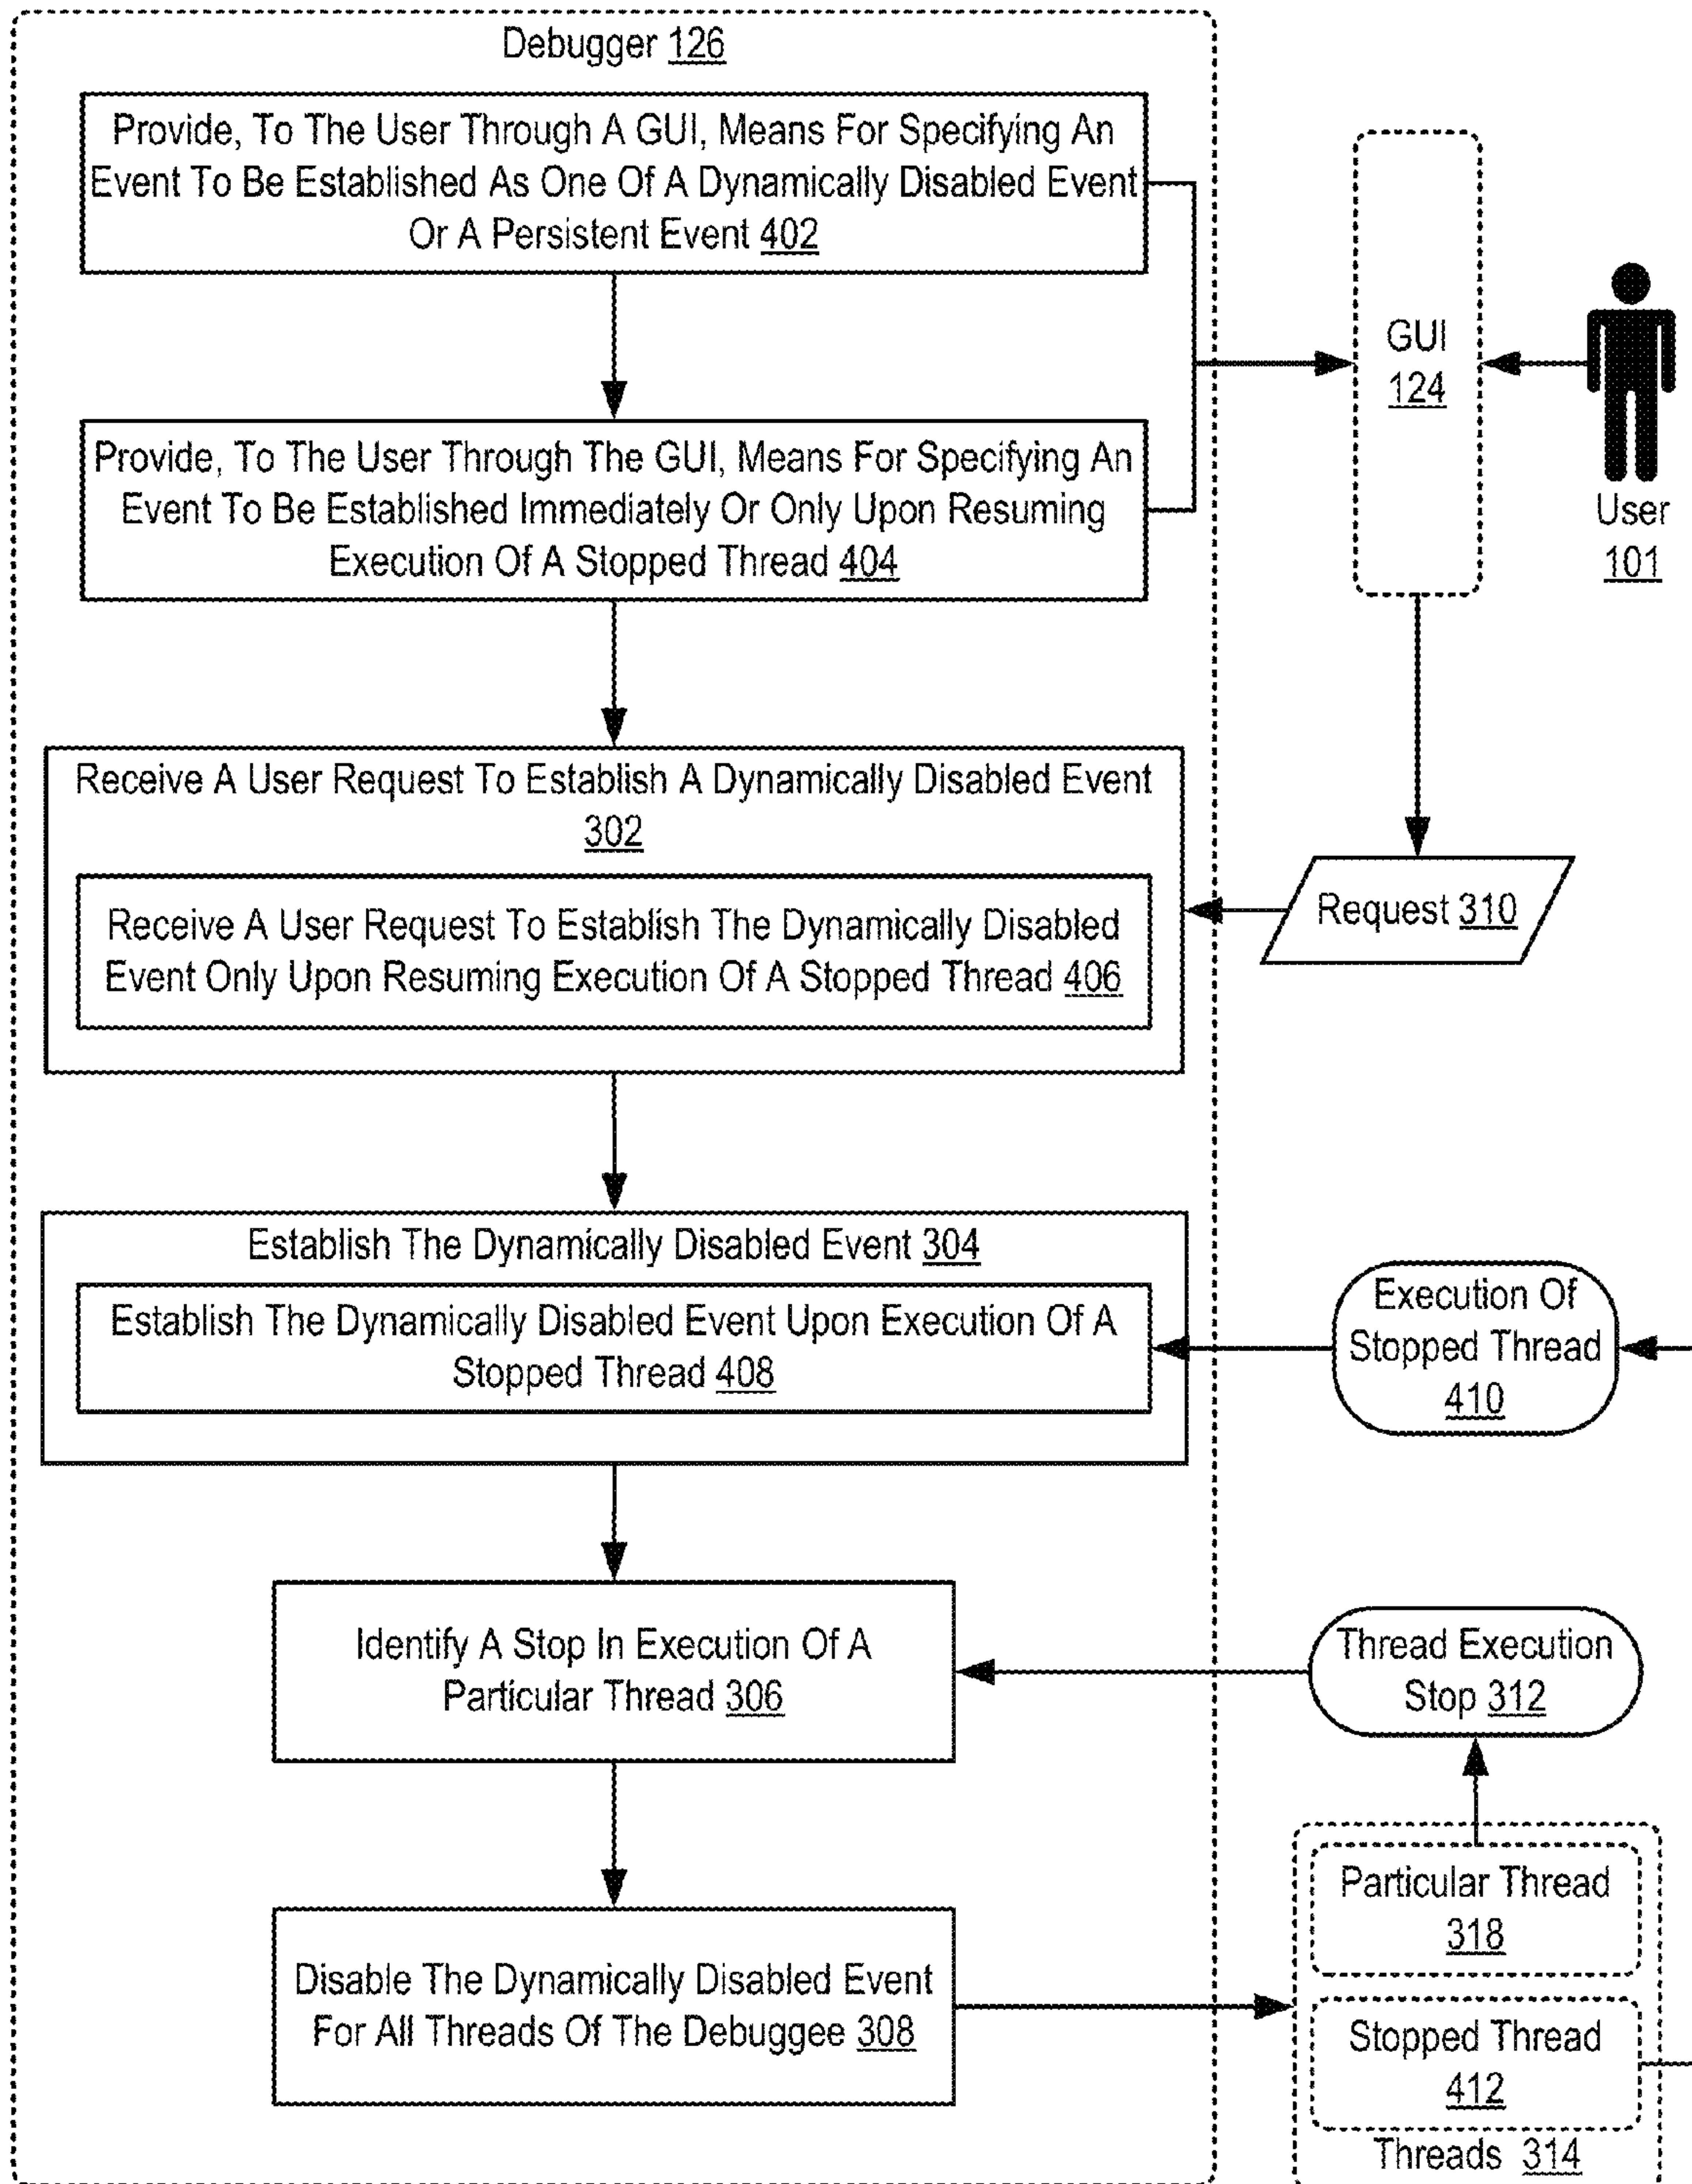 Debugger 126
Provide, To The User Through A GUI, Means For Specifying An
Event To Be Established As One Of A Dynamically Disabled Event
Or A Persistent Event 402
GUI
124
User
101
Provide, To The User Through The GUI, Means For Specifying An
Event To Be Established Immediately Or Only Upon Resuming
Execution Of A Stopped Thread 404
Receive A User Request To Establish A Dynamically Disabled Event
302
Receive A User Request To Establish The Dynamically Disabled
Event Only Upon Resuming Execution Of A Stopped Thread 406
Request 310
Establish The Dynamically Disabled Event 304
Establish The Dynamically Disabled Event Upon Execution Of A
Stopped Thread 408
Execution Of
Stopped Thread
410
Identify A Stop In Execution Of A
Particular Thread 306
Thread Execution
Stop 312
Disable The Dynamically Disabled Event
For All Threads Of The Debuggee 308
Particular Thread
318
Stopped Thread
412
Threads 314